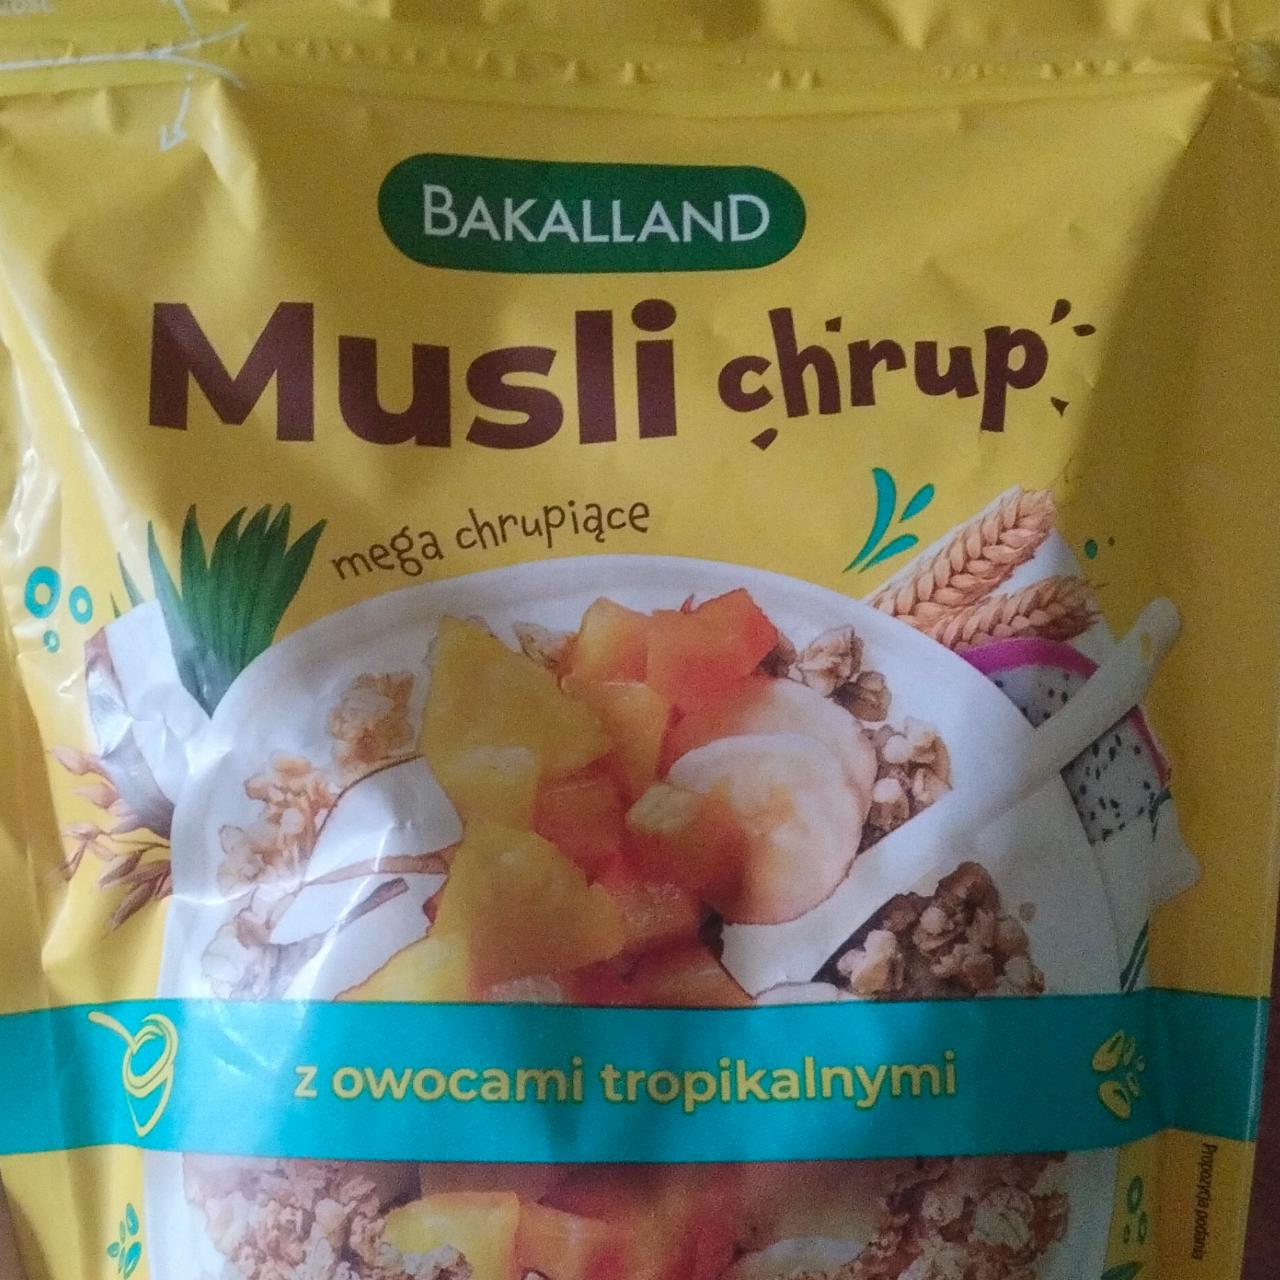 BAKALLAND
Musli chrup
mega chrupiące
z owocami tropikalnymi
Propozycja podania